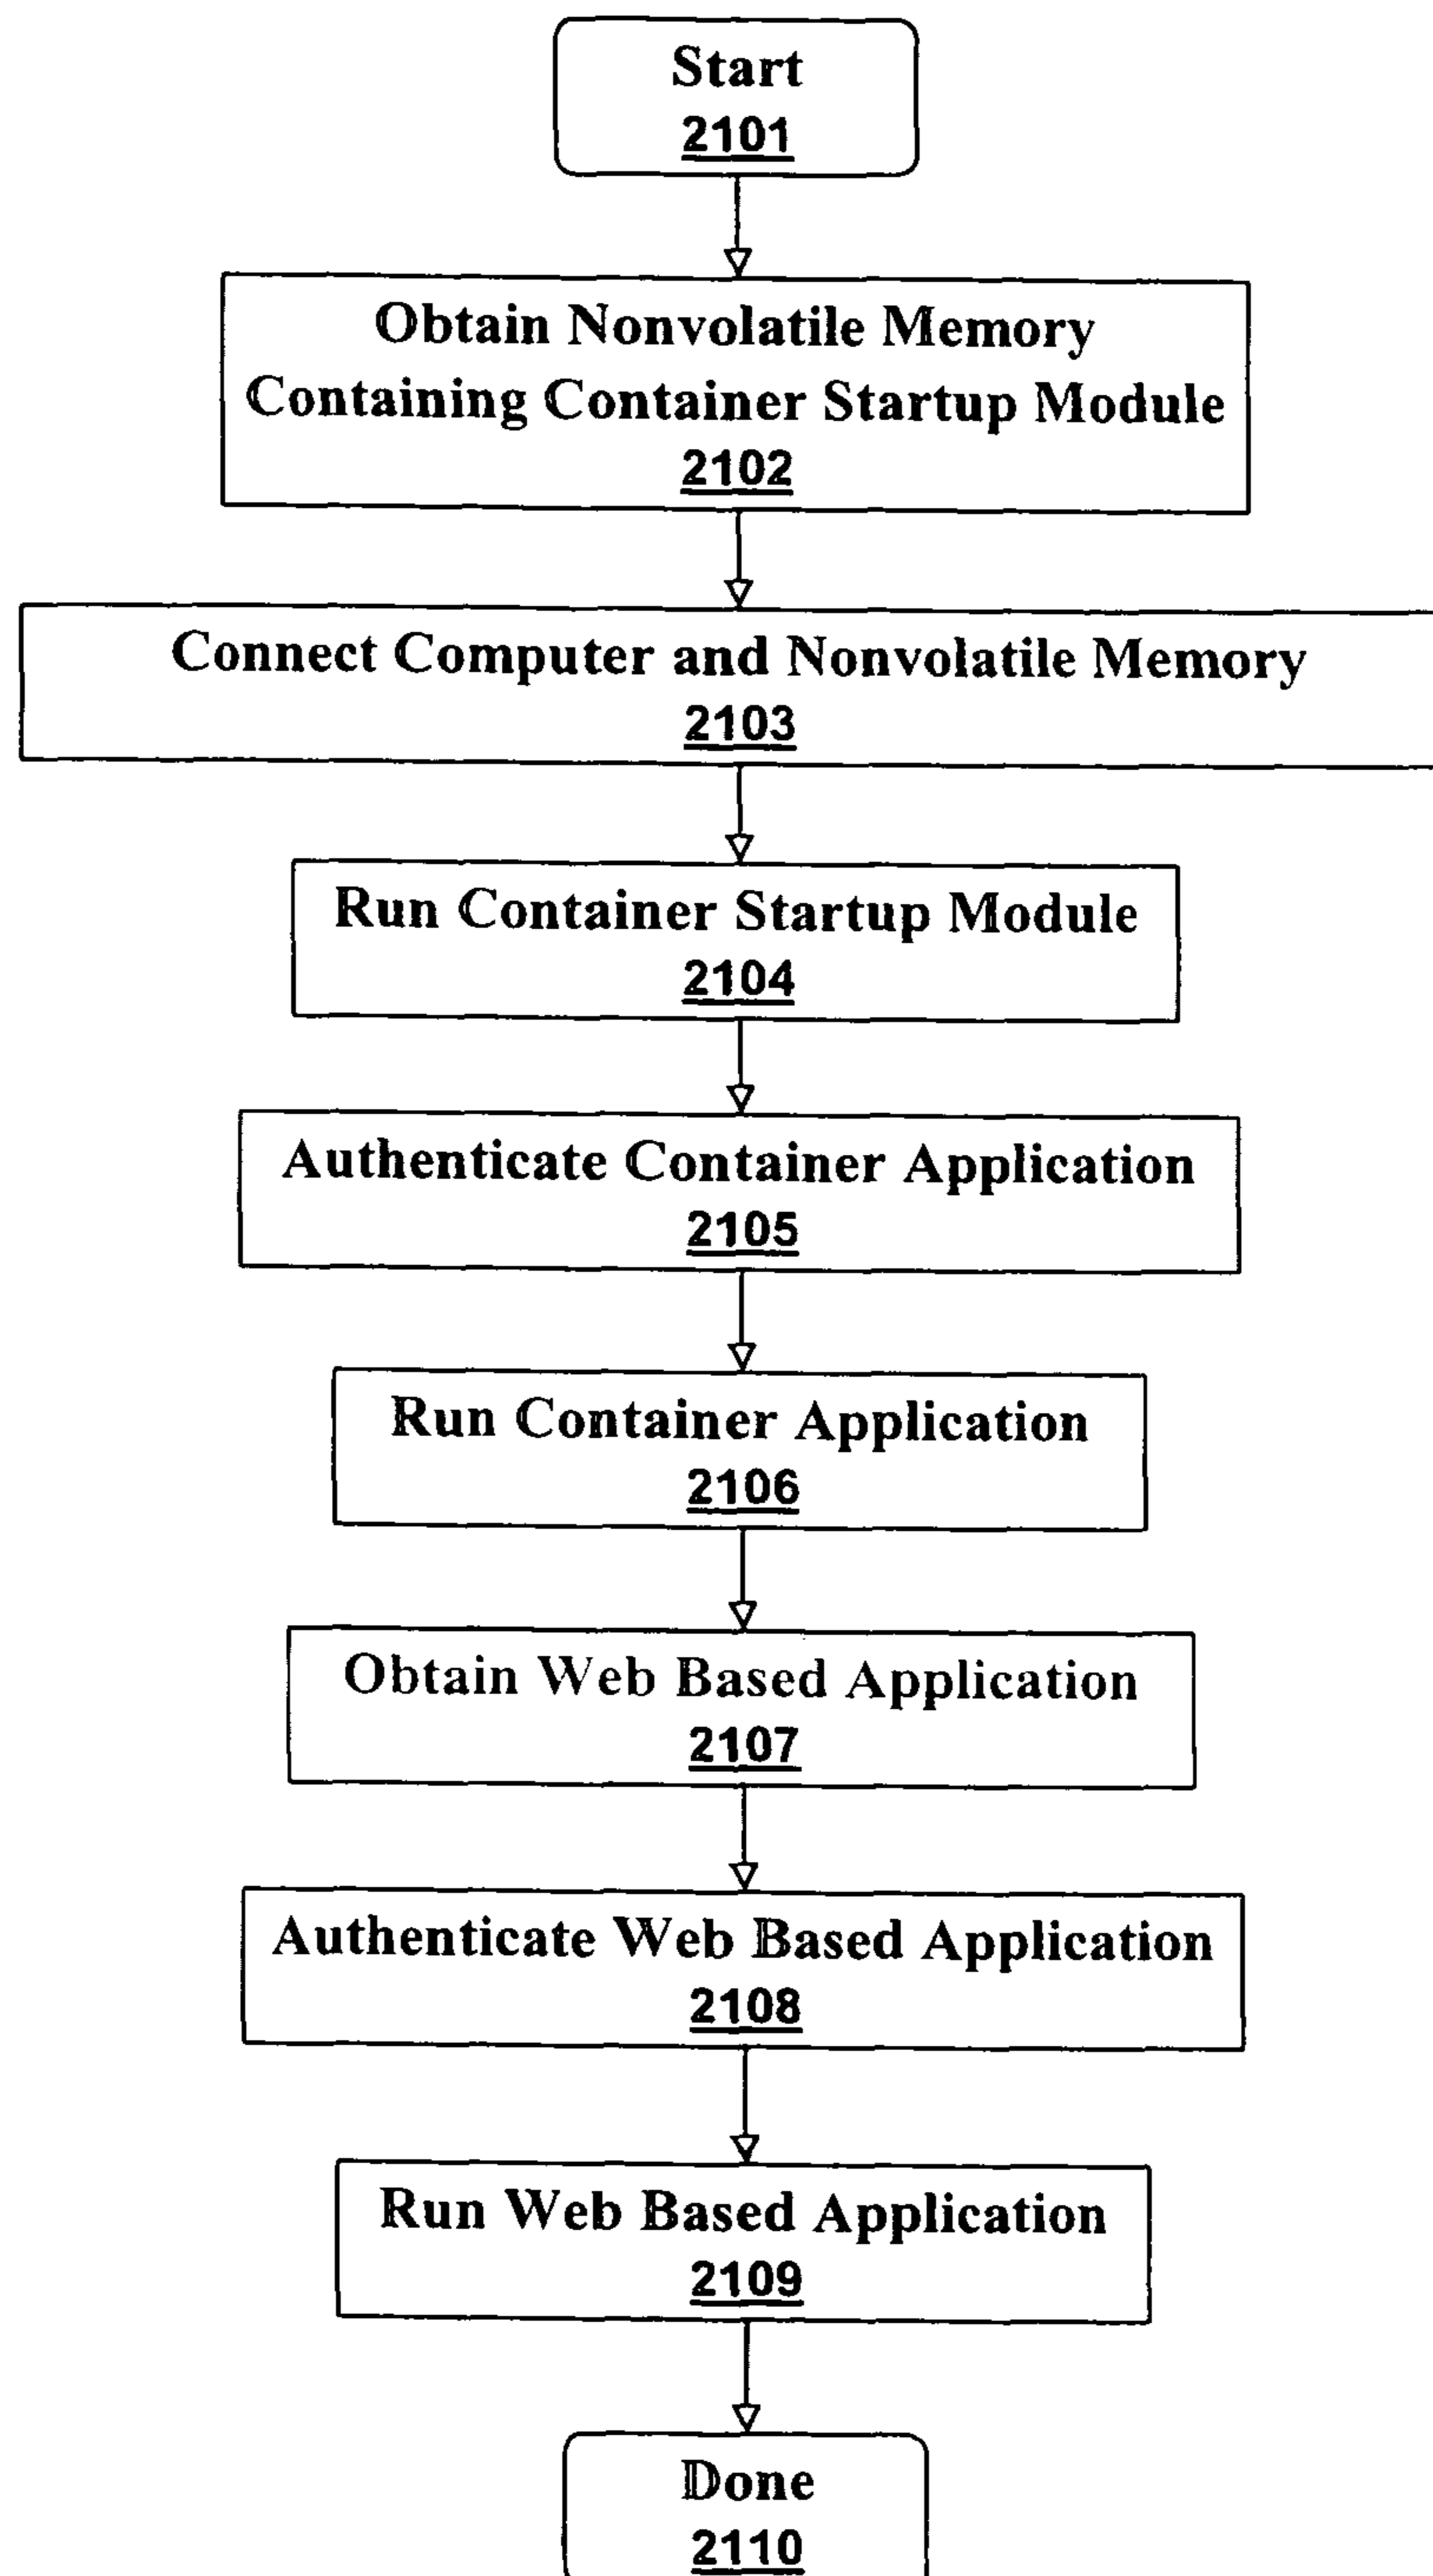 Start
2101
Obtain Nonvolatile Memory
Containing Container Startup Module
2102
Connect Computer and Nonvolatile Memory
2103
Run Container Startup Module
2104
Authenticate Container Application
2105
Run Container Application
2106
Obtain Web Based Application
2107
Authenticate Web Based Application
2108
Run Web Based Application
2109
Done
2110